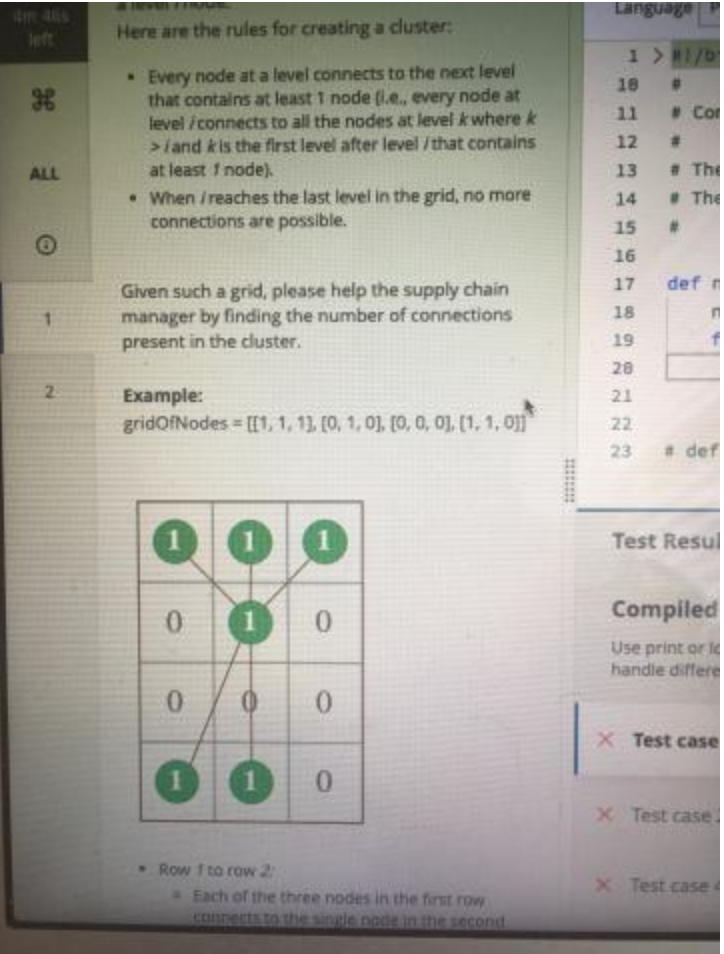 a level i node.
4m 46s
left
Here are the rules for creating a cluster:
• Every node at a level connects to the next level
that contains at least 1 node (i.e., every node at
level i connects to all the nodes at level k where k
> i and k is the first level after level i that contains
at least 1 node).
• When i reaches the last level in the grid, no more
connections are possible.
ALL
1
2
Given such a grid, please help the supply chain
manager by finding the number of connections
present in the cluster.
Example:
gridOfNodes = [[1, 1, 1], [0, 1, 0], [0, 0, 0], [1, 1, 0]]
1 1 1
0 1 0
0 0 0
1 1 0
• Row 1 to row 2:
Each of the three nodes in the first row
connects to the single node in the second
Language
1 > #!/b
10 #
11 # Cor
12 #
13 # The
14 # The
15 #
16
17 def
18
19 f
20
21
22
23 # def
Test Resul
Compiled
Use print or lo
handle differe
Test case
Test case 2
Test case 4